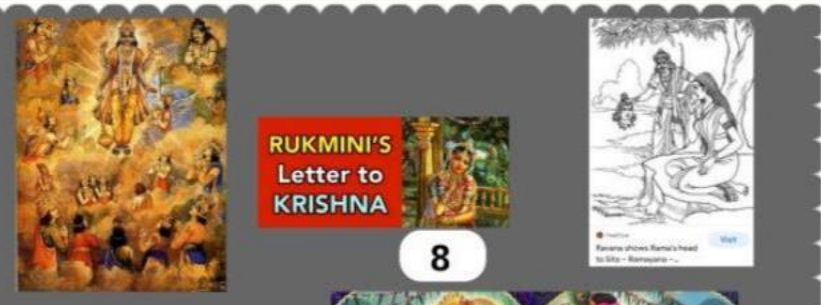 RUKMINI'S
Letter to
KRISHNA
8
Ravana shows Rama's head
to Sita - Ramayana -...
Visit